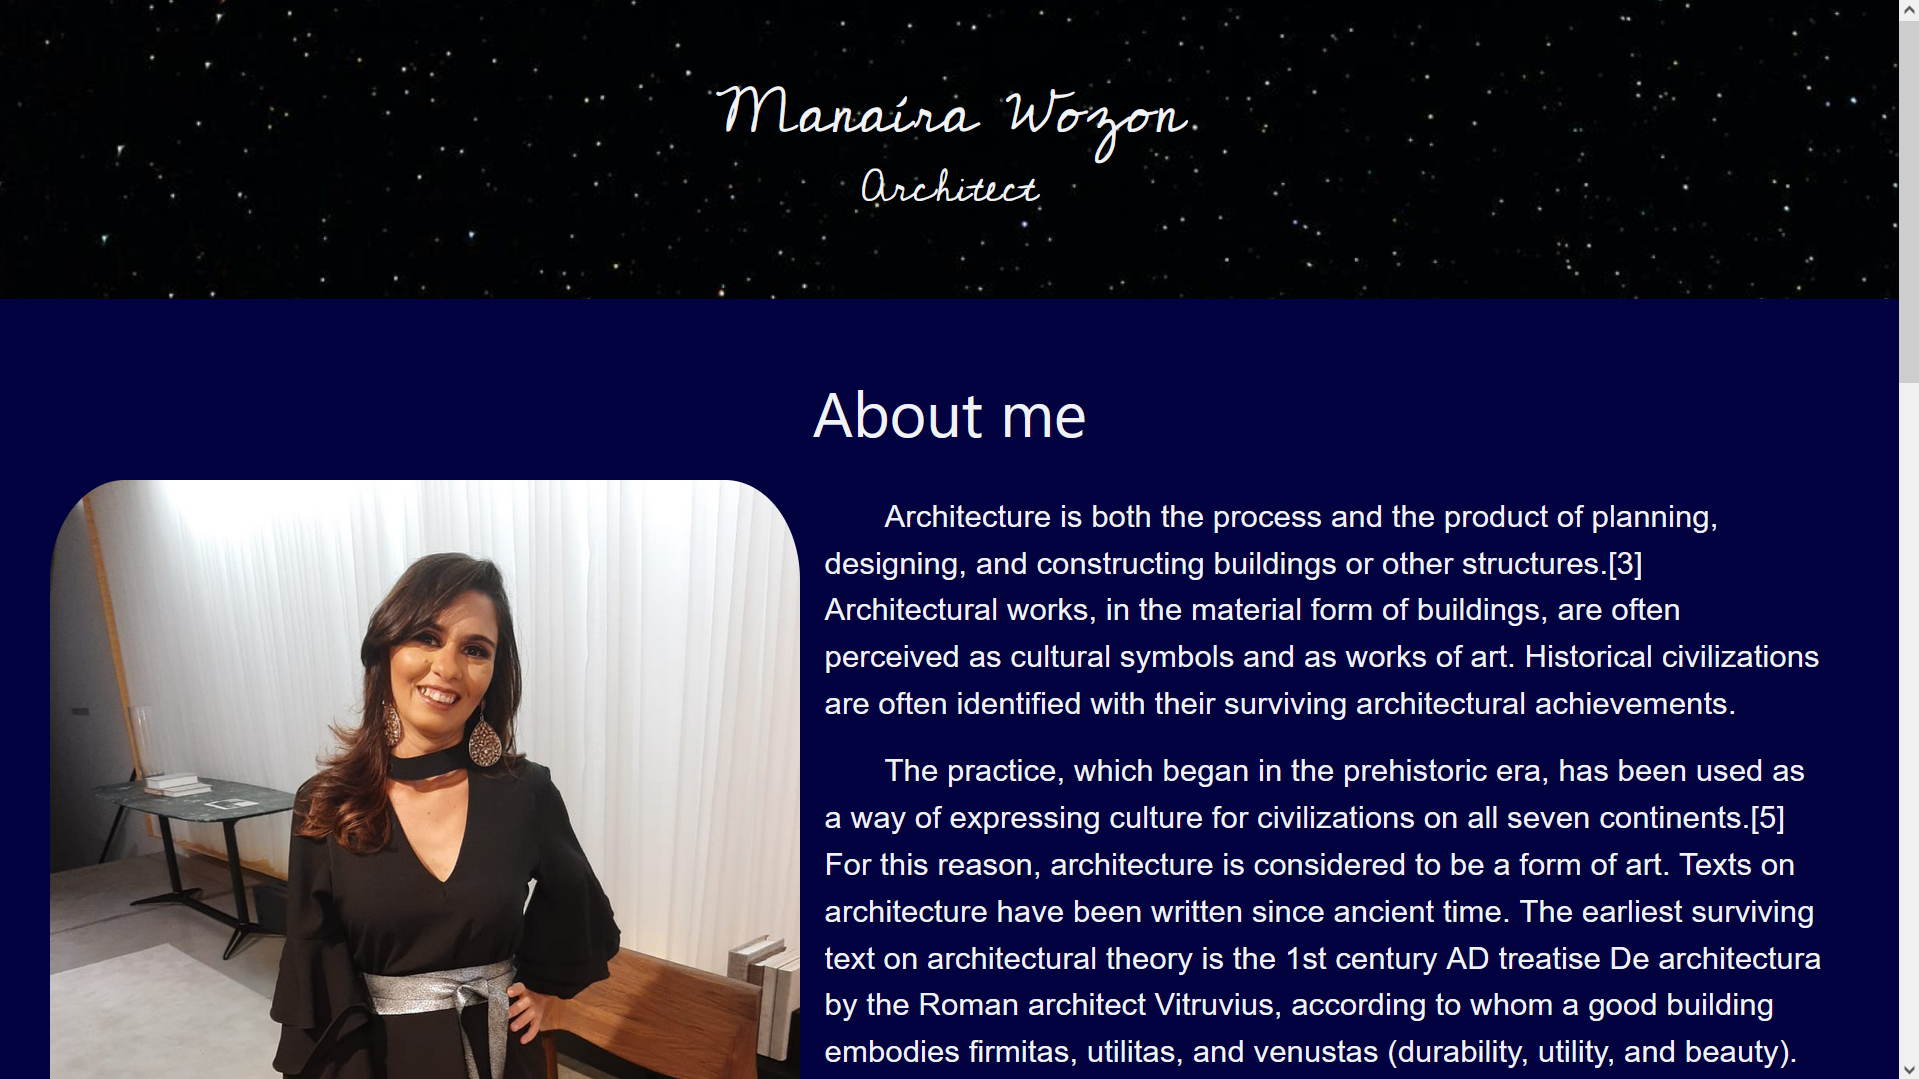 Manaíra Wozon
Architect
About me
Architecture is both the process and the product of planning,
designing, and constructing buildings or other structures.[3]
Architectural works, in the material form of buildings, are often
perceived as cultural symbols and as works of art. Historical civilizations
are often identified with their surviving architectural achievements.
The practice, which began in the prehistoric era, has been used as
a way of expressing culture for civilizations on all seven continents.[5]
For this reason, architecture is considered to be a form of art. Texts on
architecture have been written since ancient time. The earliest surviving
text on architectural theory is the 1st century AD treatise De architectura
by the Roman architect Vitruvius, according to whom a good building
embodies firmitas, utilitas, and venustas (durability, utility, and beauty).